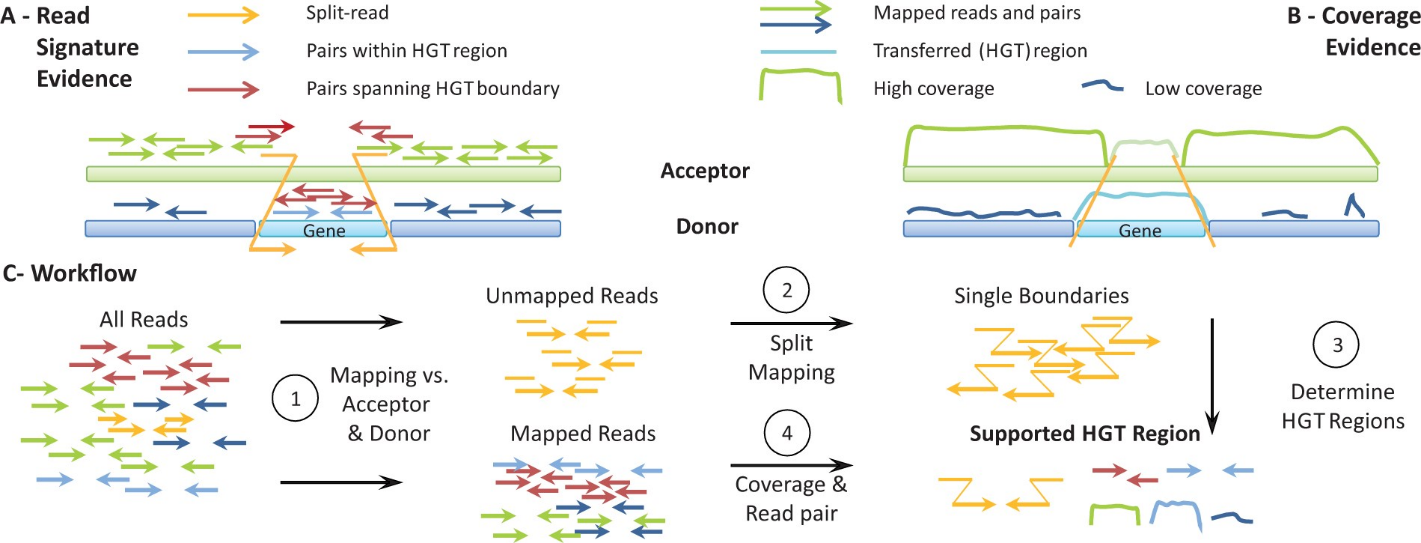 A - Read
Signature
Evidence
Split-read
Pairs within HGT region
Pairs spanning HGT boundary
Mapped reads and pairs
Transferred (HGT) region
High coverage
Low coverage
B - Coverage
Evidence
Acceptor
Donor
Gene
Gene
C- Workflow
All Reads
1
Mapping vs.
Acceptor
& Donor
Unmapped Reads
Mapped Reads
2
Split
Mapping
4
Coverage &
Read pair
Single Boundaries
3
Determine
HGT Regions
Supported HGT Region